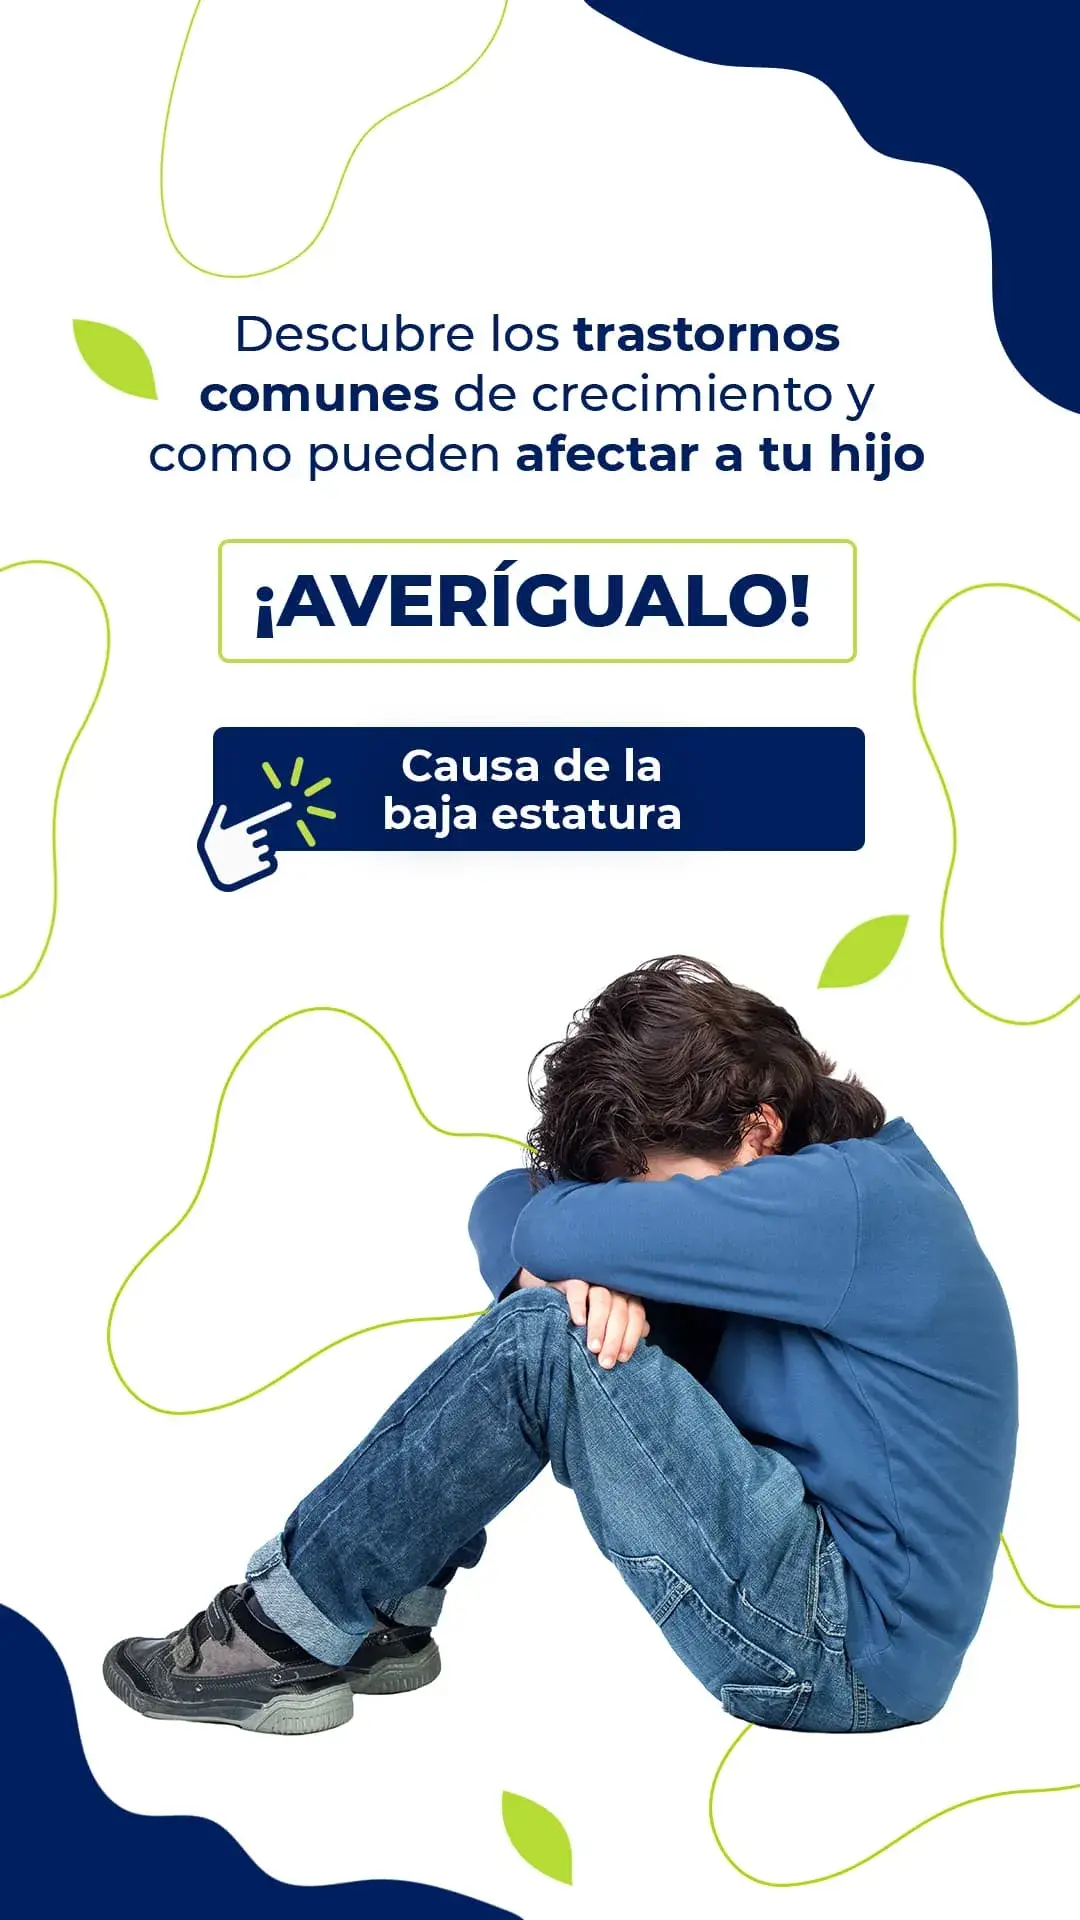 Descubre los trastornos
comunes de crecimiento y
como pueden afectar a tu hijo
¡AVERÍGUALO!
Causa de la
baja estatura